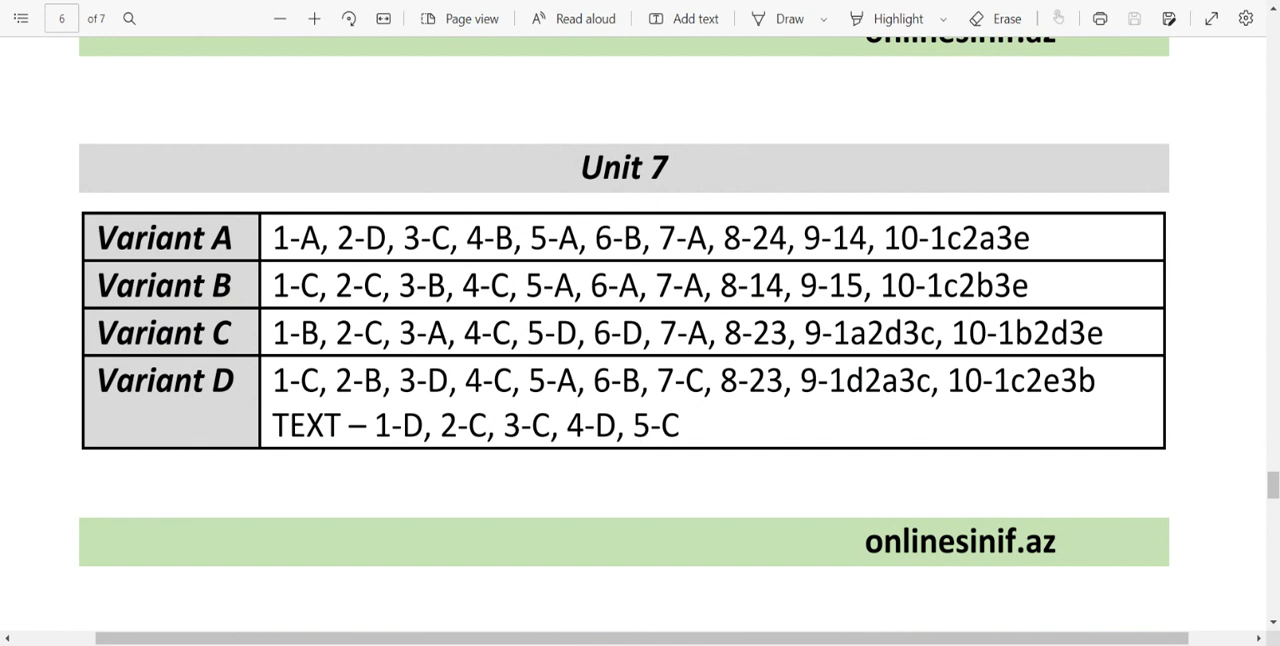 6 of 7 Page view Read aloud Add text Draw Highlight Erase
onlinesinif.az
Unit 7
Variant A 1-A, 2-D, 3-C, 4-B, 5-A, 6-B, 7-A, 8-24, 9-14, 10-1c2a3e
Variant B 1-C, 2-C, 3-B, 4-C, 5-A, 6-A, 7-A, 8-14, 9-15, 10-1c2b3e
Variant C 1-B, 2-C, 3-A, 4-C, 5-D, 6-D, 7-A, 8-23, 9-1a2d3c, 10-1b2d3e
Variant D 1-C, 2-B, 3-D, 4-C, 5-A, 6-B, 7-C, 8-23, 9-1d2a3c, 10-1c2e3b
TEXT – 1-D, 2-C, 3-C, 4-D, 5-C
onlinesinif.az